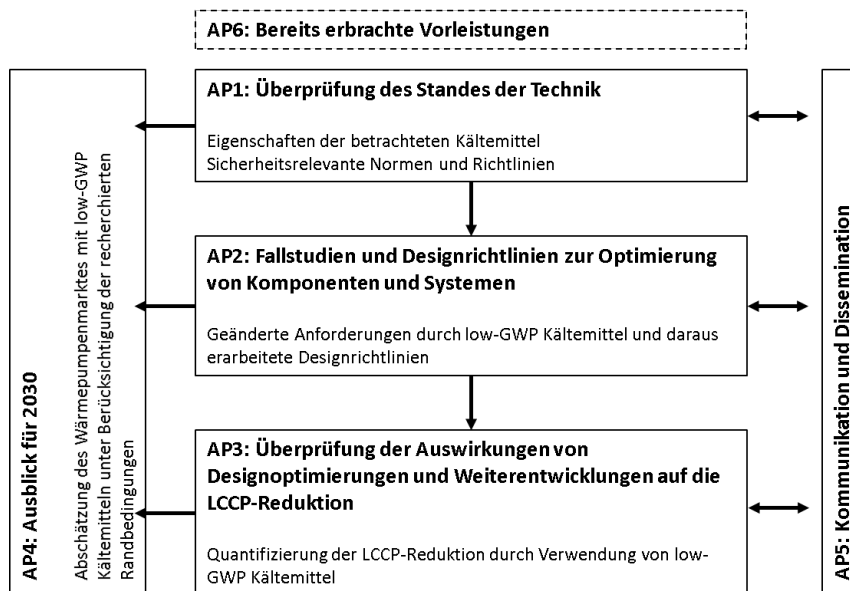 AP6: Bereits erbrachte Vorleistungen
AP4: Ausblick für 2030
Abschätzung des Wärmepumpenmarktes mit low-GWP
Kältemitteln unter Berücksichtigung der recherchierten
Randbedingungen
AP1: Überprüfung des Standes der Technik
Eigenschaften der betrachteten Kältemittel
Sicherheitsrelevante Normen und Richtlinien
AP2: Fallstudien und Designrichtlinien zur Optimierung
von Komponenten und Systemen
Geänderte Anforderungen durch low-GWP Kältemittel und daraus
erarbeitete Designrichtlinien
AP3: Überprüfung der Auswirkungen von
Designoptimierungen und Weiterentwicklungen auf die
LCCP-Reduktion
Quantifizierung der LCCP-Reduktion durch Verwendung von low-
GWP Kältemittel
AP5: Kommunikation und Dissemination